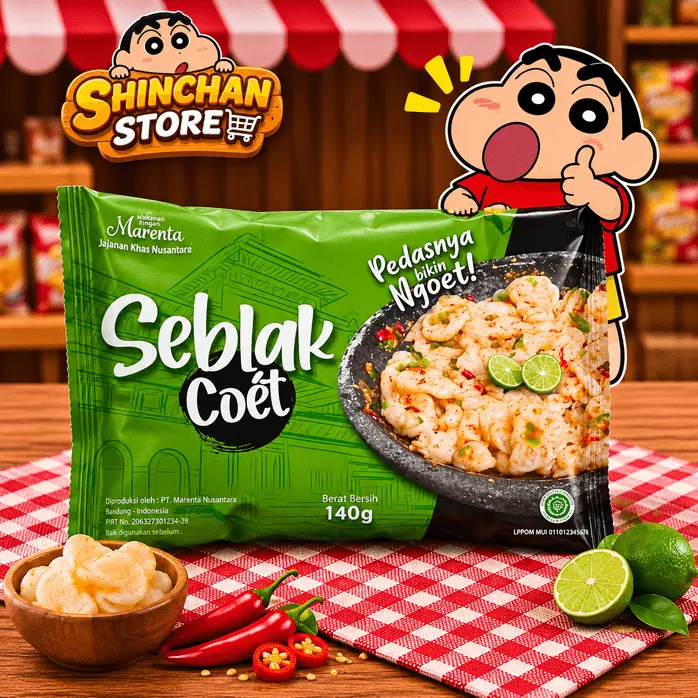 SHINCHAN
STORE
Makanan
Ringan
Marenta
Jajanan Khas Nusantara
Pedasnya
bikin
Ngoet!
Seblak
Coét
Diproduksi oleh : PT. Marenta Nusantara
Bandung - Indonesia
PIRT No. 206327301234-28
Baik digunakan sebelum :
Berat Bersih
140g
LPPOM MUI 011012345678